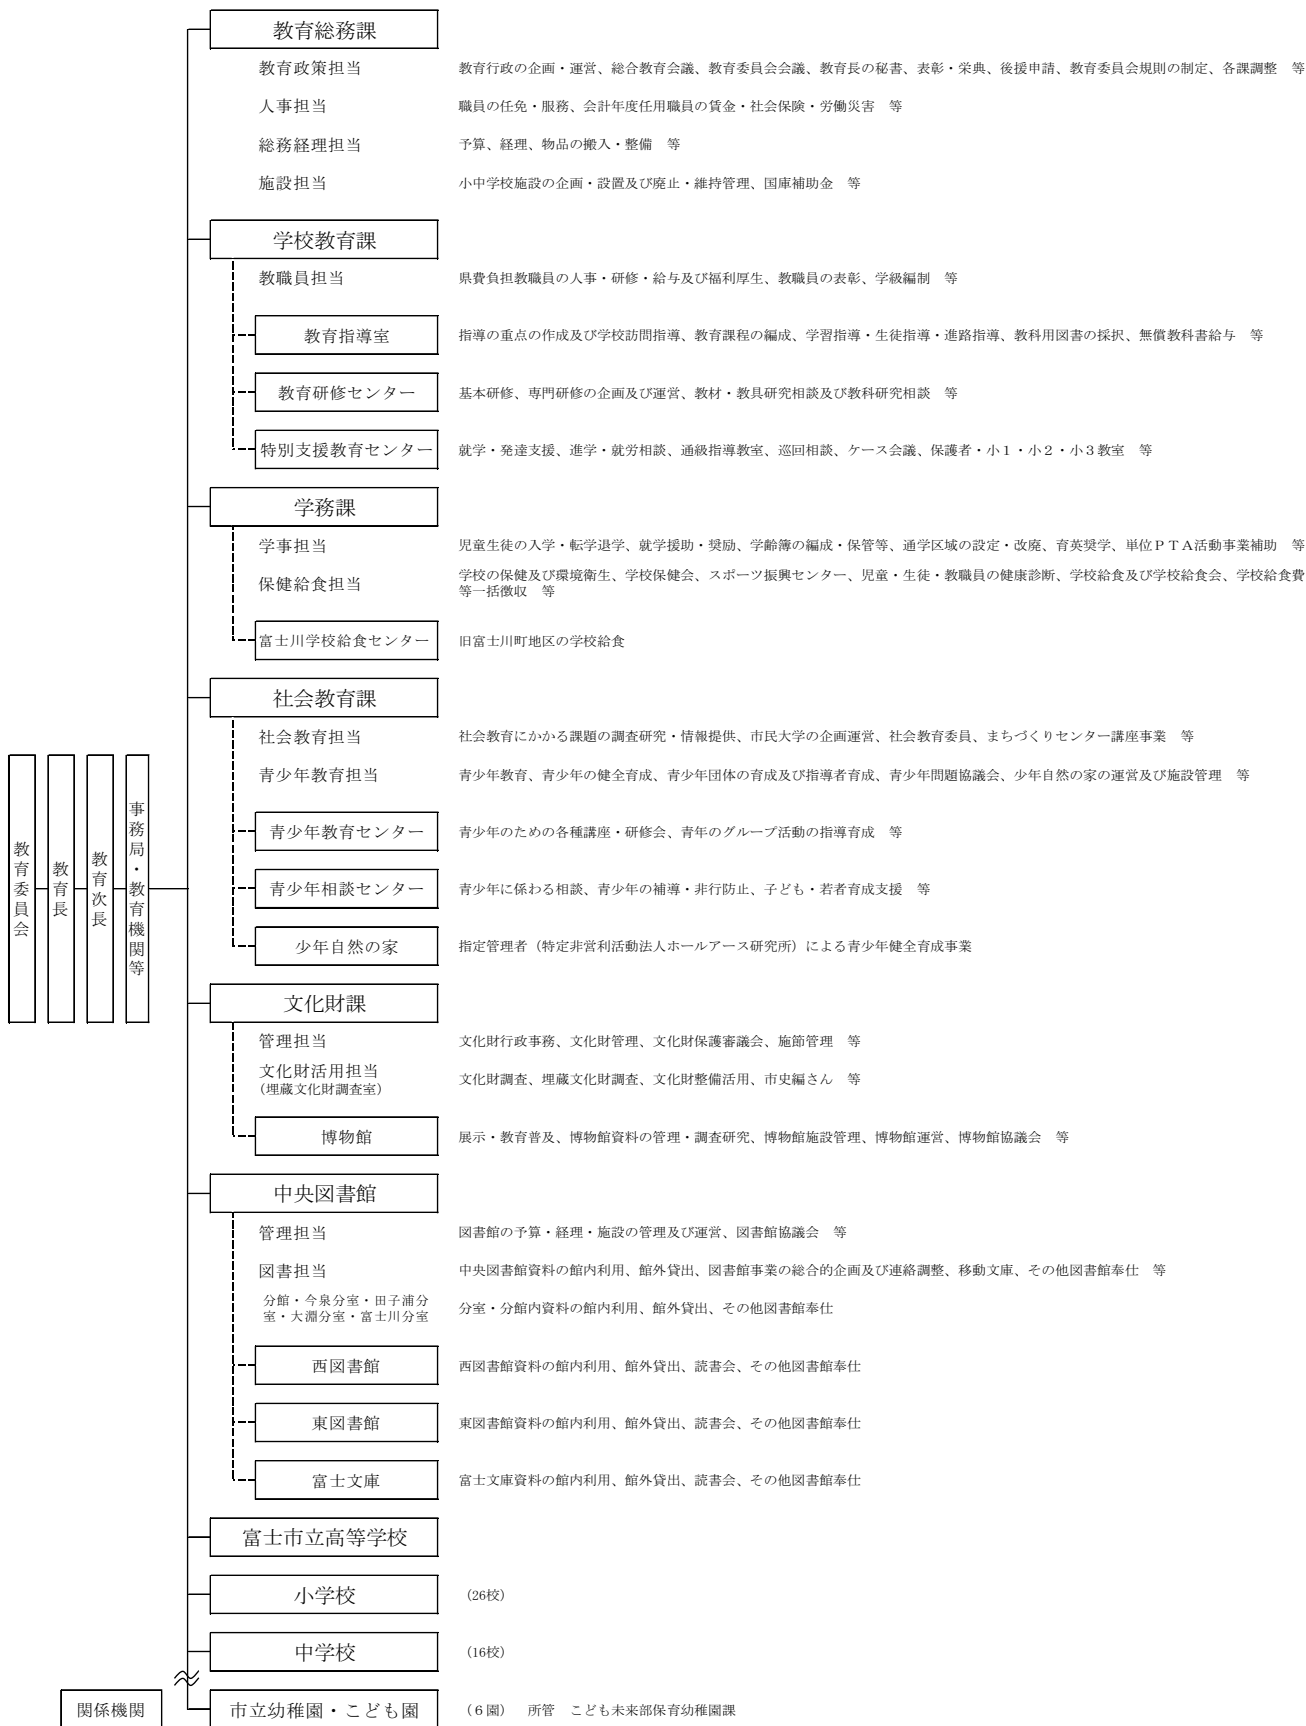 教育総務課
教育政策担当　教育行政の企画・運営、総合教育会議、教育委員会会議、教育長の秘書、表彰・栄典、後援申請、教育委員会規則の制定、各課調整　等
人事担当　職員の任免・服務、会計年度任用職員の賃金・社会保険・労働災害　等
総務経理担当　予算、経理、物品の搬入・整備　等
施設担当　小中学校施設の企画・設置及び廃止・維持管理、国庫補助金　等
学校教育課
教職員担当　県費負担教職員の人事・研修・給与及び福利厚生、教職員の表彰、学級編制　等
教育指導室　指導の重点の作成及び学校訪問指導、教育課程の編成、学習指導・生徒指導・進路指導、教科用図書の採択、無償教科書給与　等
教育研修センター　基本研修、専門研修の企画及び運営、教材・教具研究相談及び教科研究相談　等
特別支援教育センター　就学・発達支援、進学・就労相談、通級指導教室、巡回相談、ケース会議、保護者・小１・小２・小３教室　等
学務課
学事担当　児童生徒の入学・転学退学、就学援助・奨励、学齢簿の編成・保管等、通学区域の設定・改廃、育英奨学、単位ＰＴＡ活動事業補助　等
保健給食担当　学校の保健及び環境衛生、学校保健会、スポーツ振興センター、児童・生徒・教職員の健康診断、学校給食及び学校給食会、学校給食費
等一括徴収　等
富士川学校給食センター　旧富士川町地区の学校給食
社会教育課
社会教育担当　社会教育にかかる課題の調査研究・情報提供、市民大学の企画運営、社会教育委員、まちづくりセンター講座事業　等
青少年教育担当　青少年教育、青少年の健全育成、青少年団体の育成及び指導者育成、青少年問題協議会、少年自然の家の運営及び施設管理　等
青少年教育センター　青少年のための各種講座・研修会、青年のグループ活動の指導育成　等
青少年相談センター　青少年に係わる相談、青少年の補導・非行防止、子ども・若者育成支援　等
少年自然の家　指定管理者（特定非営利活動法人ホールアース研究所）による青少年健全育成事業
教育委員会
教育長
教育次長
事務局・教育機関等
文化財課
管理担当　文化財行政事務、文化財管理、文化財保護審議会、施節管理　等
文化財活用担当　文化財調査、埋蔵文化財調査、文化財整備活用、市史編さん　等
（埋蔵文化財調査室）
博物館　展示・教育普及、博物館資料の管理・調査研究、博物館施設管理、博物館運営、博物館協議会　等
中央図書館
管理担当　図書館の予算・経理・施設の管理及び運営、図書館協議会　等
図書担当　中央図書館資料の館内利用、館外貸出、図書館事業の総合的企画及び連絡調整、移動文庫、その他図書館奉仕　等
分館・今泉分室・田子浦分
室・大淵分室・富士川分室　分室・分館内資料の館内利用、館外貸出、その他図書館奉仕
西図書館　西図書館資料の館内利用、館外貸出、読書会、その他図書館奉仕
東図書館　東図書館資料の館内利用、館外貸出、読書会、その他図書館奉仕
富士文庫　富士文庫資料の館内利用、館外貸出、読書会、その他図書館奉仕
富士市立高等学校
小学校　（26校）
中学校　（16校）
関係機関　市立幼稚園・こども園　（６園）　所管　こども未来部保育幼稚園課